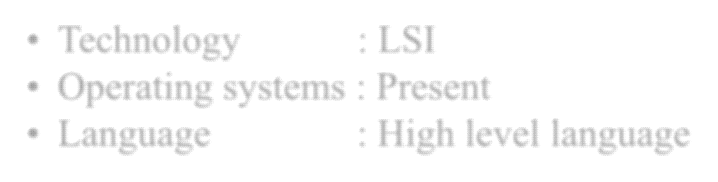 • Technology : LSI
• Operating systems : Present
• Language : High level language